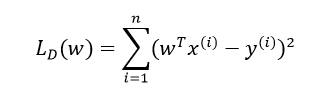 L_D(w) = \sum_{i=1}^{n} (w^T x^{(i)} − y^{(i)})^2